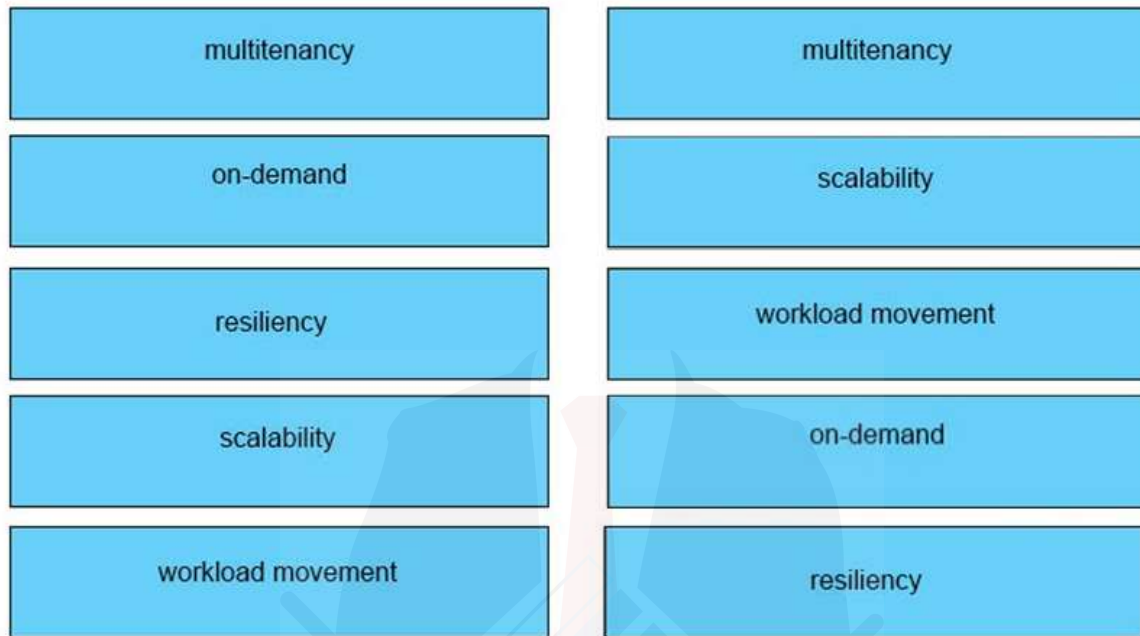 multitenancy
multitenancy
on-demand
scalability
resiliency
workload movement
scalability
on-demand
workload movement
resiliency